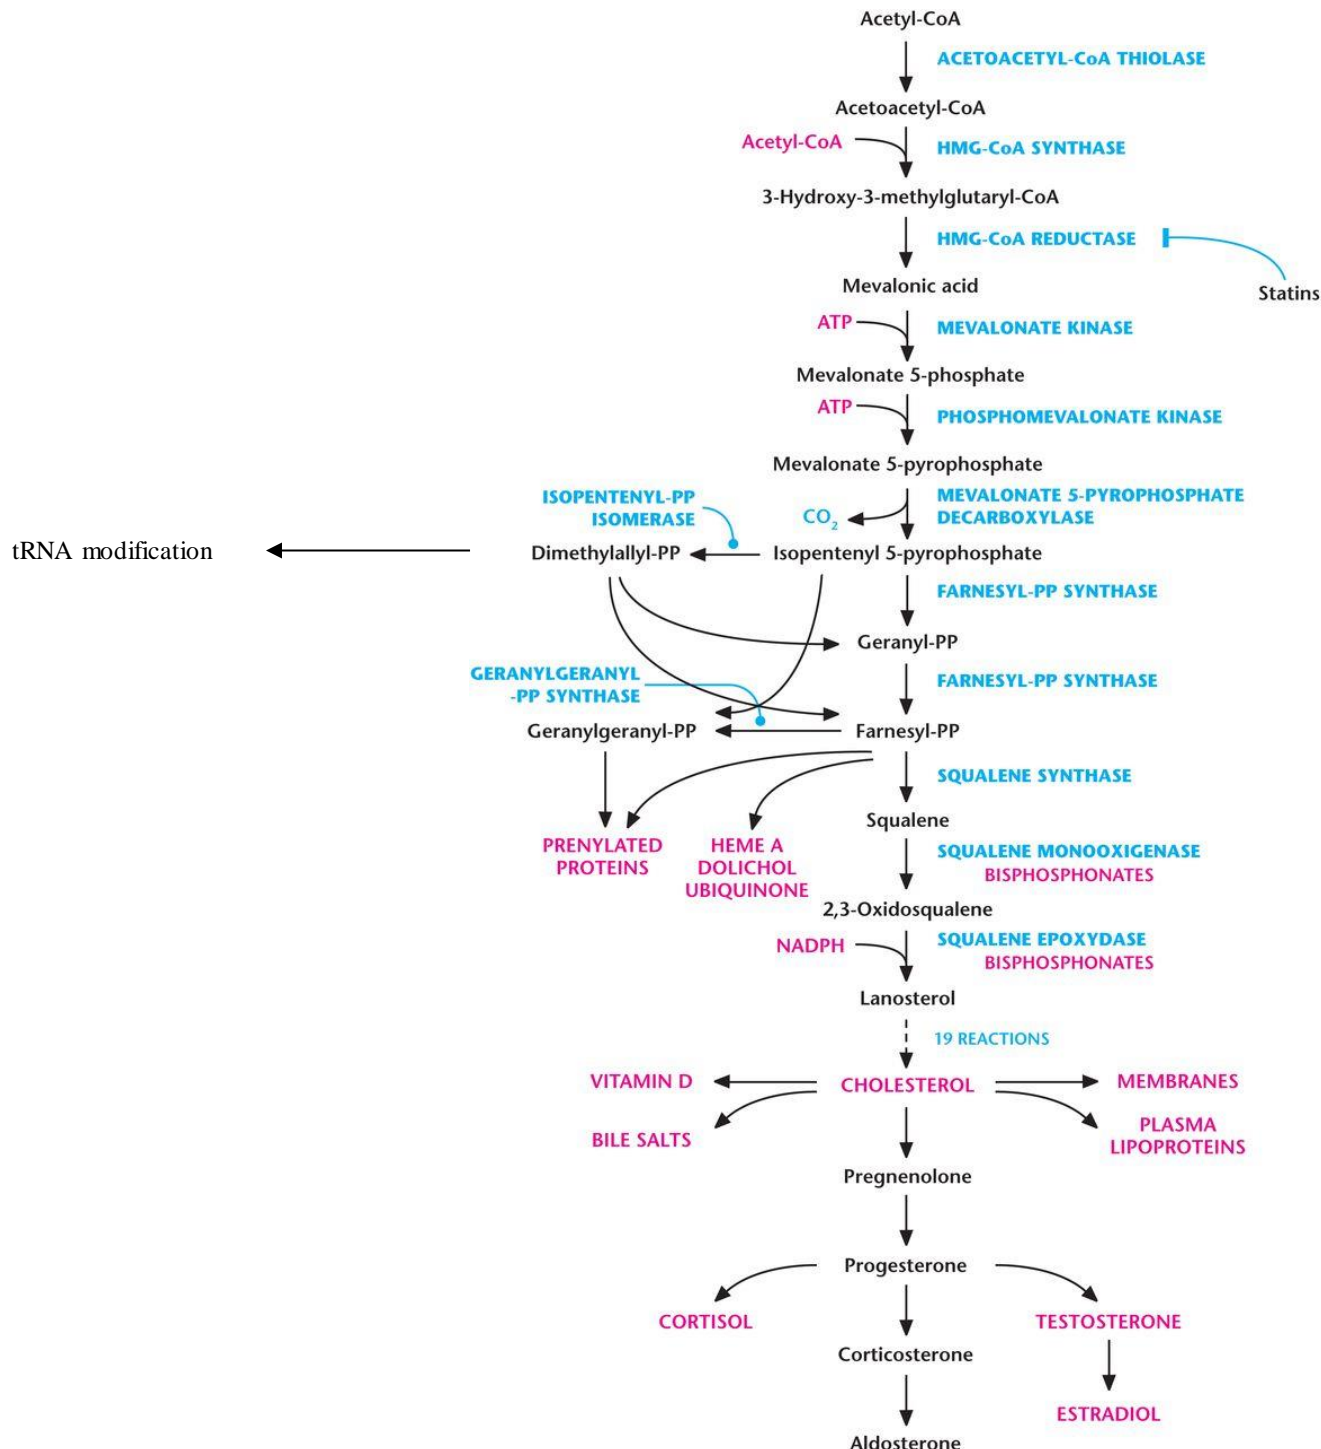 Acetyl-CoA
ACETOACETYL-CoA THIOLASE
Acetoacetyl-CoA
Acetyl-CoA
HMG-CoA SYNTHASE
3-Hydroxy-3-methylglutaryl-CoA
HMG-CoA REDUCTASE
Statins
Mevalonic acid
ATP
MEVALONATE KINASE
Mevalonate 5-phosphate
ATP
PHOSPHOMEVALONATE KINASE
Mevalonate 5-pyrophosphate
ISOPENTENYL-PP
ISOMERASE
CO2
MEVALONATE 5-PYROPHOSPHATE
DECARBOXYLASE
tRNA modification
Dimethylallyl-PP
Isopentenyl 5-pyrophosphate
FARNESYL-PP SYNTHASE
Geranyl-PP
GERANYLGERANYL
-PP SYNTHASE
FARNESYL-PP SYNTHASE
Geranylgeranyl-PP
Farnesyl-PP
SQUALENE SYNTHASE
Squalene
PRENYLATED
PROTEINS
HEME A
DOLICHOL
UBIQUINONE
SQUALENE MONOOXIGENASE
BISPHOSPHONATES
2,3-Oxidosqualene
NADPH
SQUALENE EPOXYDASE
BISPHOSPHONATES
Lanosterol
19 REACTIONS
VITAMIN D
CHOLESTEROL
MEMBRANES
BILE SALTS
PLASMA
LIPOPROTEINS
Pregnenolone
Progesterone
CORTISOL
TESTOSTERONE
Corticosterone
ESTRADIOL
Aldosterone